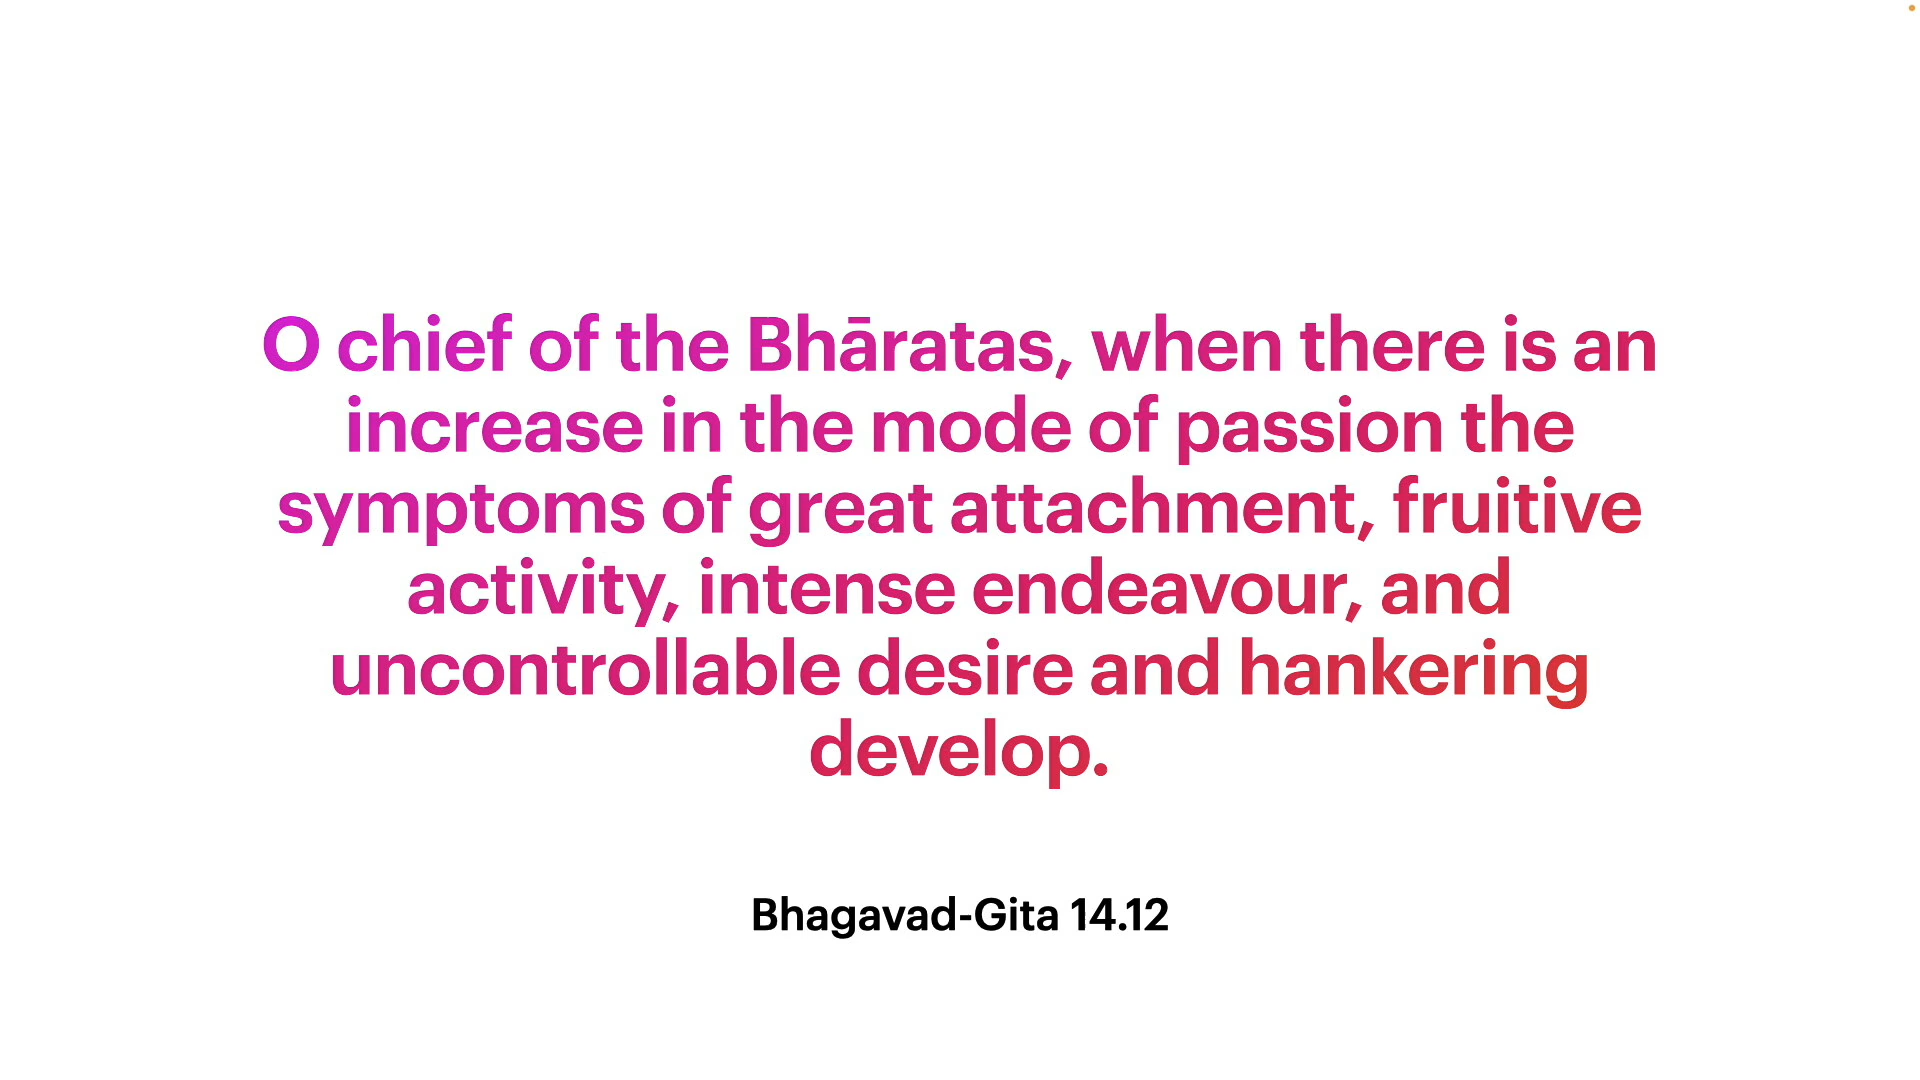 O chief of the Bhāratas, when there is an
increase in the mode of passion the
symptoms of great attachment, fruitive
activity, intense endeavour, and
uncontrollable desire and hankering
develop.
Bhagavad-Gita 14.12